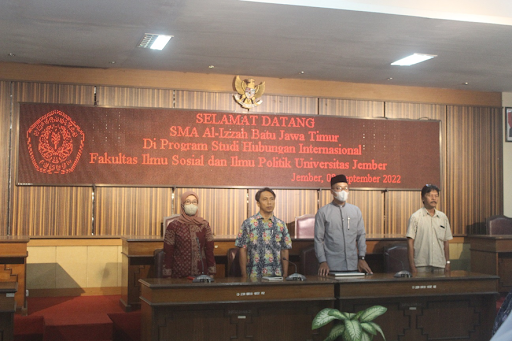 SELAMAT DATANG
SMA Al-Izzah Batu Jawa Timur
Di Program Studi Hubungan Internasional
Fakultas Ilmu Sosial dan Ilmu Politik Universitas Jember
Jember, September 2022